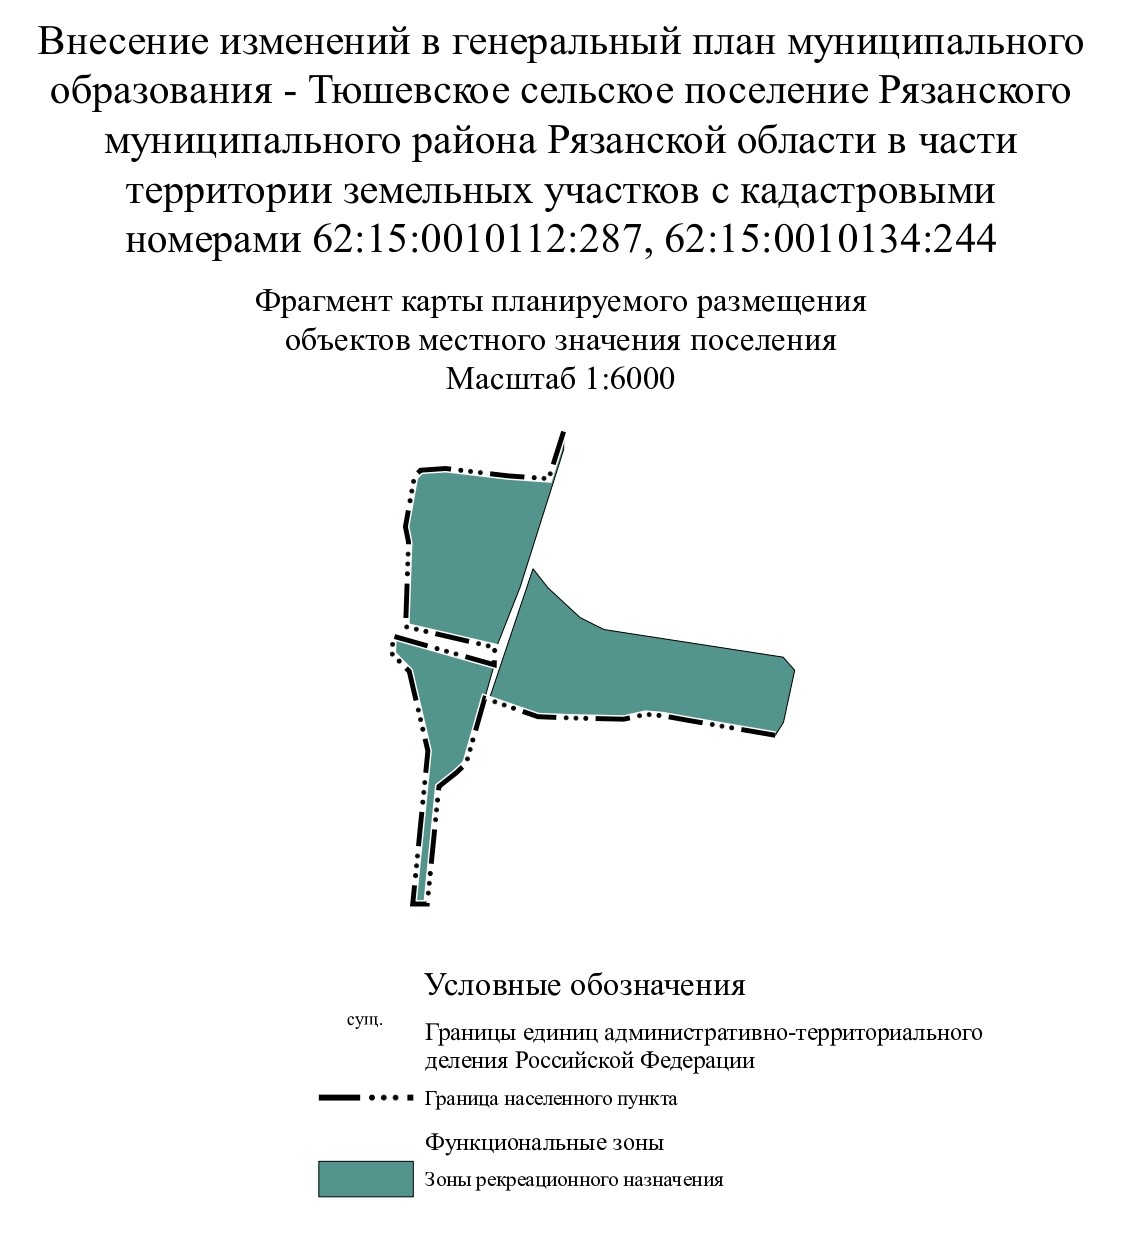 Внесение изменений в генеральный план муниципального
образования - Тюшевское сельское поселение Рязанского
муниципального района Рязанской области в части
территории земельных участков с кадастровыми
номерами 62:15:0010112:287, 62:15:0010134:244
Фрагмент карты планируемого размещения
объектов местного значения поселения
Масштаб 1:6000
Условные обозначения
сущ.
Границы единиц административно-территориального
деления Российской Федерации
Граница населенного пункта
Функциональные зоны
Зоны рекреационного назначения